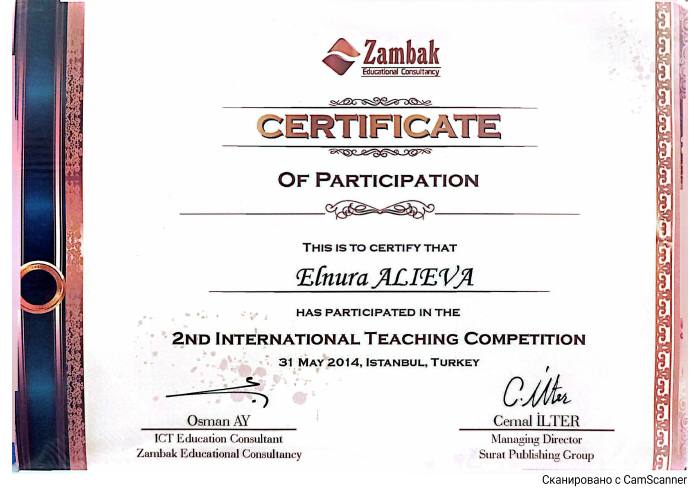 Zambak
Educational Consultancy
CERTIFICATE
OF PARTICIPATION
THIS IS TO CERTIFY THAT
Elnura ALIEVA
HAS PARTICIPATED IN THE
2ND INTERNATIONAL TEACHING COMPETITION
31 MAY 2014, ISTANBUL, TURKEY
C. İlter
Osman AY
ICT Education Consultant
Zambak Educational Consultancy
Cemal İLTER
Managing Director
Surat Publishing Group
Сканировано с CamScanner